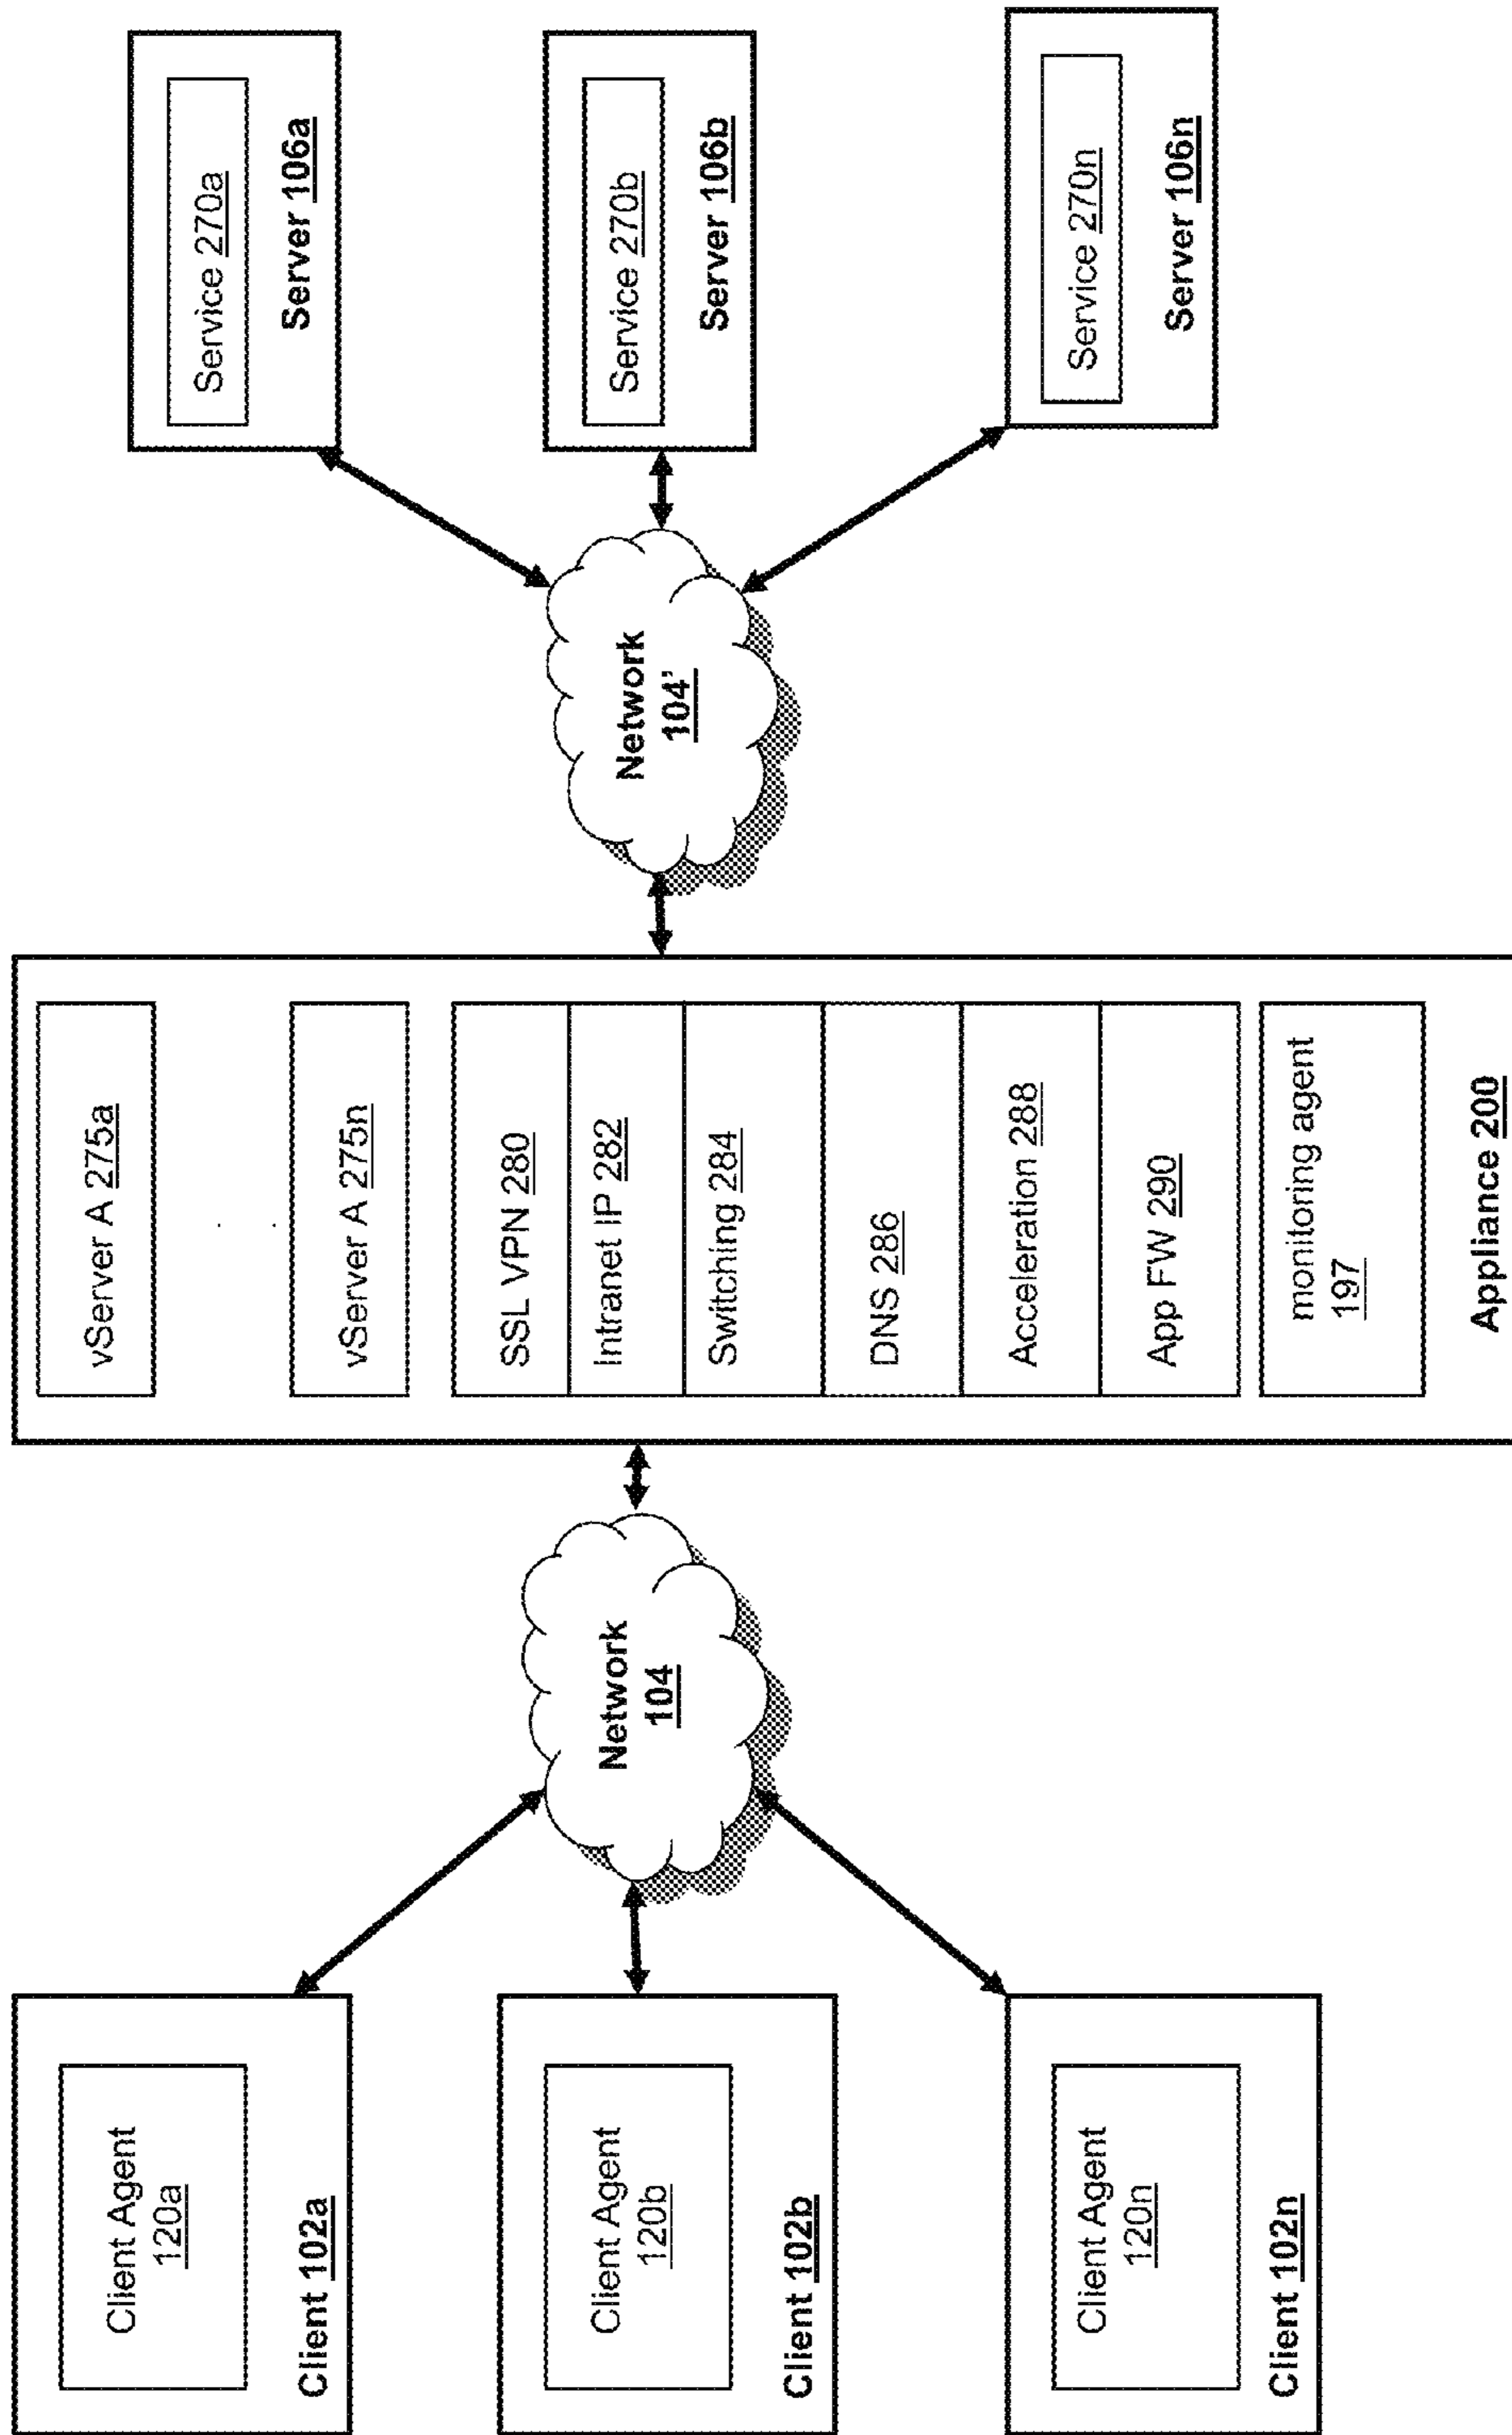 Client Agent
120a
Client 102a
Client Agent
120b
Client 102b
Client Agent
120n
Client 102n
Network
104
vServer A 275a
vServer A 275n
SSL VPN 280
Intranet IP 282
Switching 284
DNS 286
Acceleration 288
App FW 290
monitoring agent
197
Appliance 200
Network
104'
Service 270a
Server 106a
Service 270b
Server 106b
Service 270n
Server 106n